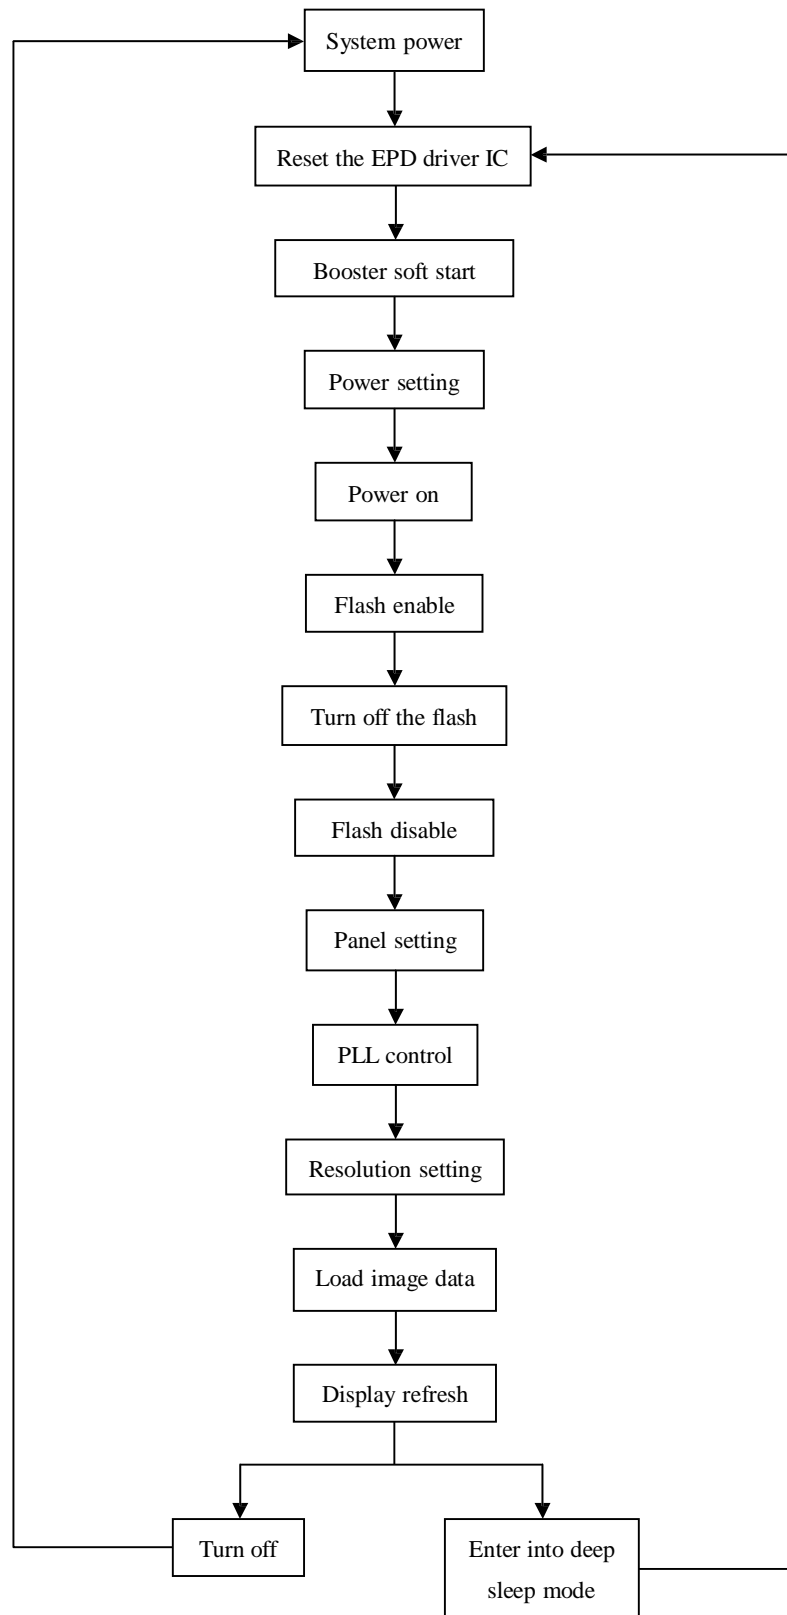 System power
Reset the EPD driver IC
Booster soft start
Power setting
Power on
Flash enable
Turn off the flash
Flash disable
Panel setting
PLL control
Resolution setting
Load image data
Display refresh
Turn off
Enter into deep
sleep mode